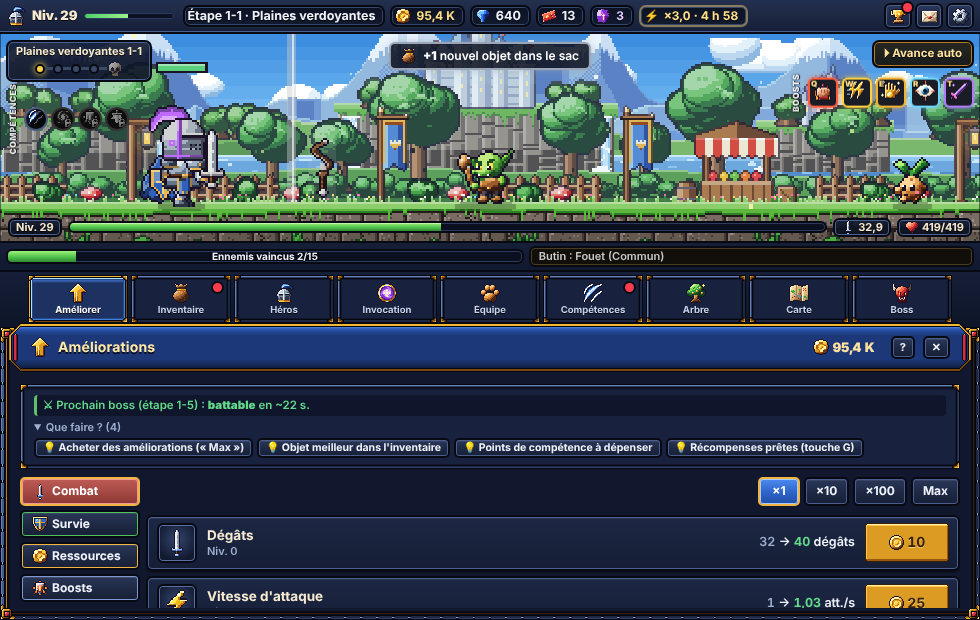 Niv. 29
Étape 1-1 · Plaines verdoyantes
95,4 K
640
13
3
×3,0 · 4 h 58
Plaines verdoyantes 1-1
+1 nouvel objet dans le sac
Avance auto
COMPÉTENCES
BOOSTS
Niv. 29
32,9
419/419
Ennemis vaincus 2/15
Butin : Fouet (Commun)
Améliorer
Inventaire
Héros
Invocation
Equipe
Compétences
Arbre
Carte
Boss
Améliorations
95,4 K
?
×
Prochain boss (étape 1-5) : battable en ~22 s.
▼ Que faire ? (4)
Acheter des améliorations (« Max »)
Objet meilleur dans l'inventaire
Points de compétence à dépenser
Récompenses prêtes (touche G)
Combat
×1
×10
×100
Max
Survie
Ressources
Boosts
Dégâts
Niv. 0
32 → 40 dégâts
10
Vitesse d'attaque
1 → 1,03 att./s
25